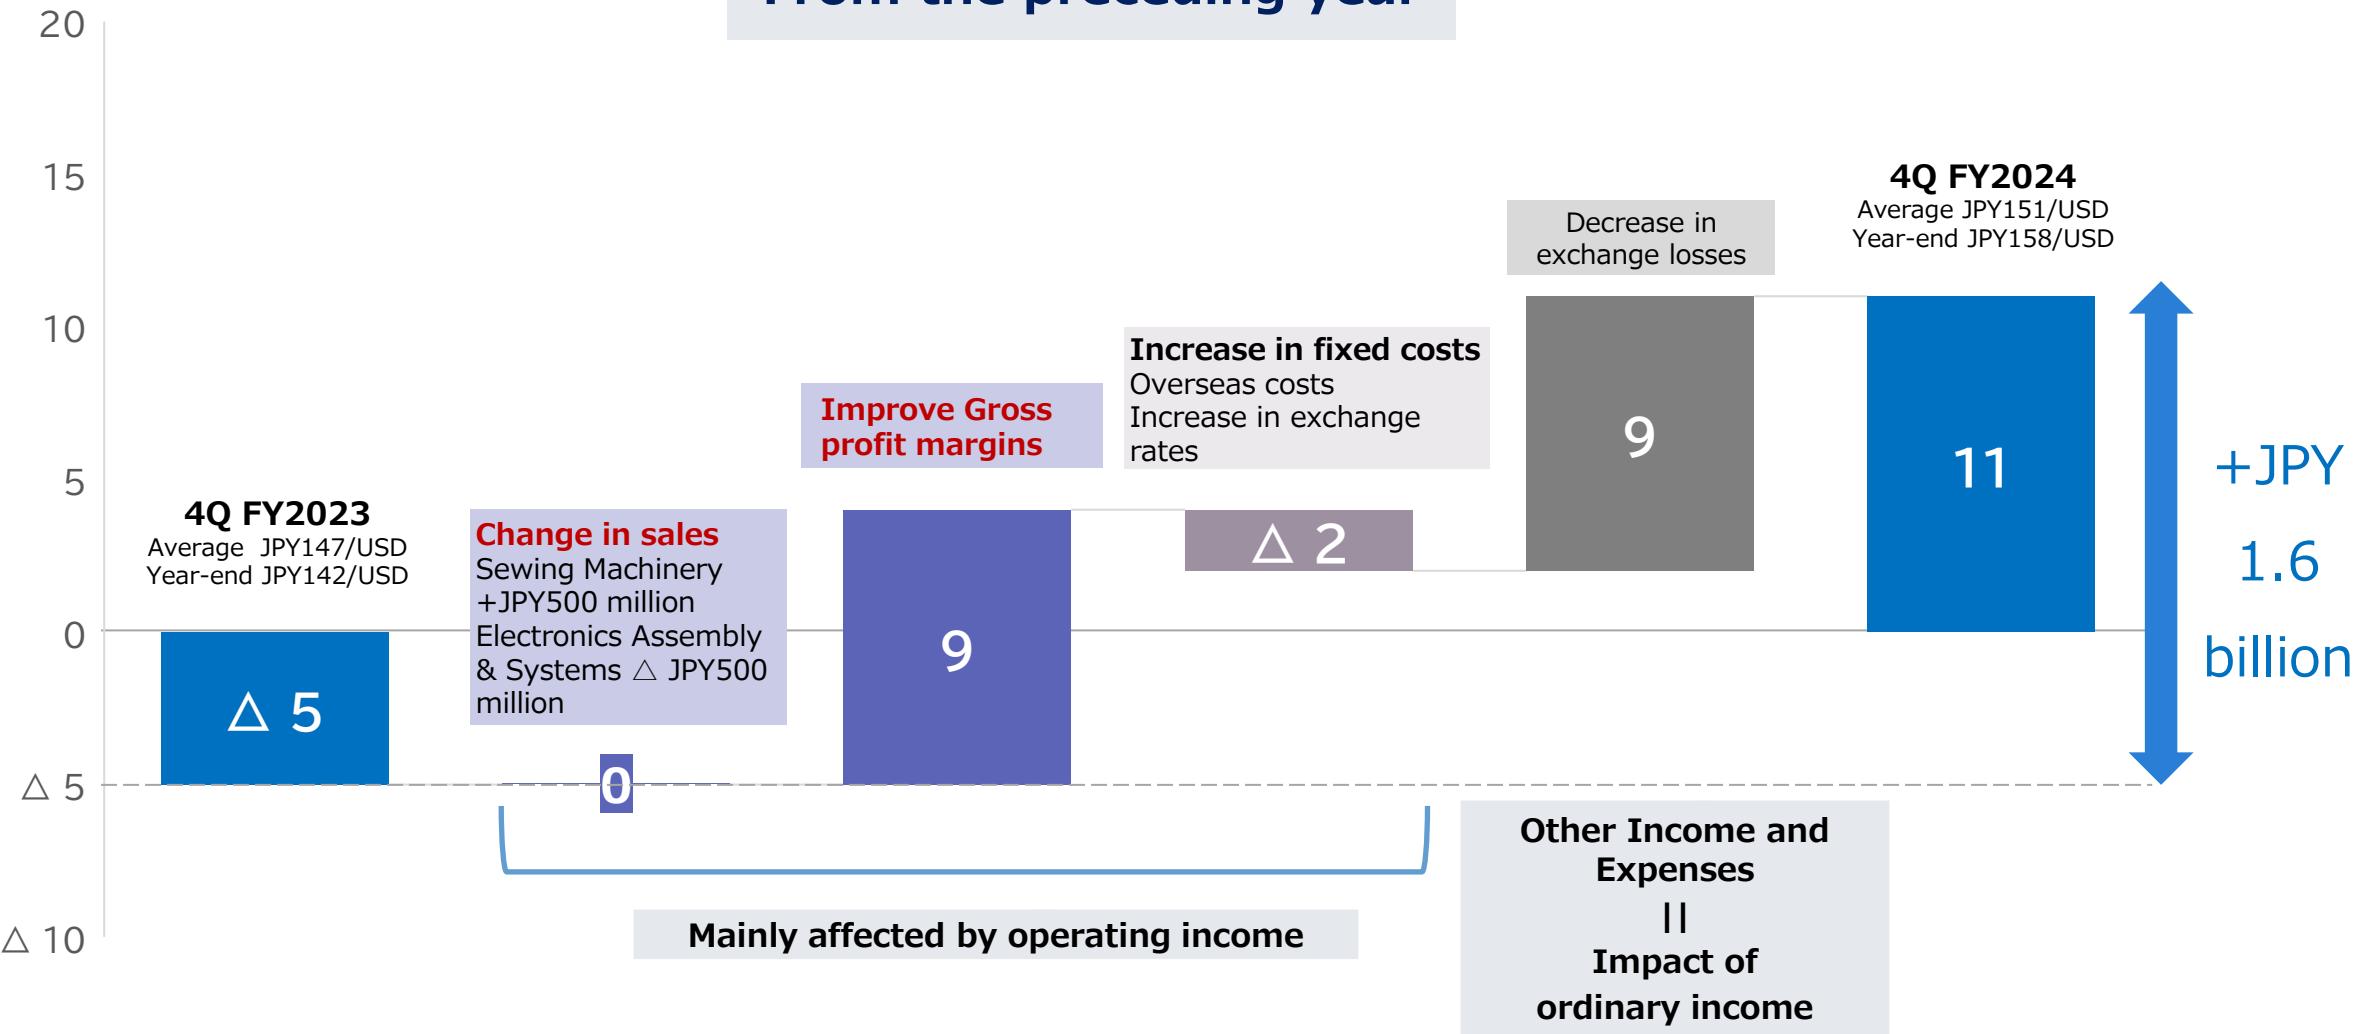 From the preceding year
20
15
10
5
0
△ 5
△ 10
4Q FY2023
Average JPY147/USD
Year-end JPY142/USD
△ 5
Change in sales
Sewing Machinery
+JPY500 million
Electronics Assembly
& Systems △ JPY500
million
0
Improve Gross
profit margins
9
Increase in fixed costs
Overseas costs
Increase in exchange
rates
△ 2
Decrease in
exchange losses
9
4Q FY2024
Average JPY151/USD
Year-end JPY158/USD
11
+JPY
1.6
billion
Mainly affected by operating income
Other Income and
Expenses
||
Impact of
ordinary income